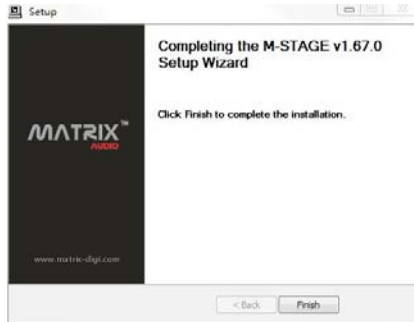 Setup
Completing the M-STAGE v1.67.0
Setup Wizard
Click Finish to complete the installation.
MATRIX™
AUDIO
www.matrix-digi.com
< Back
Finish